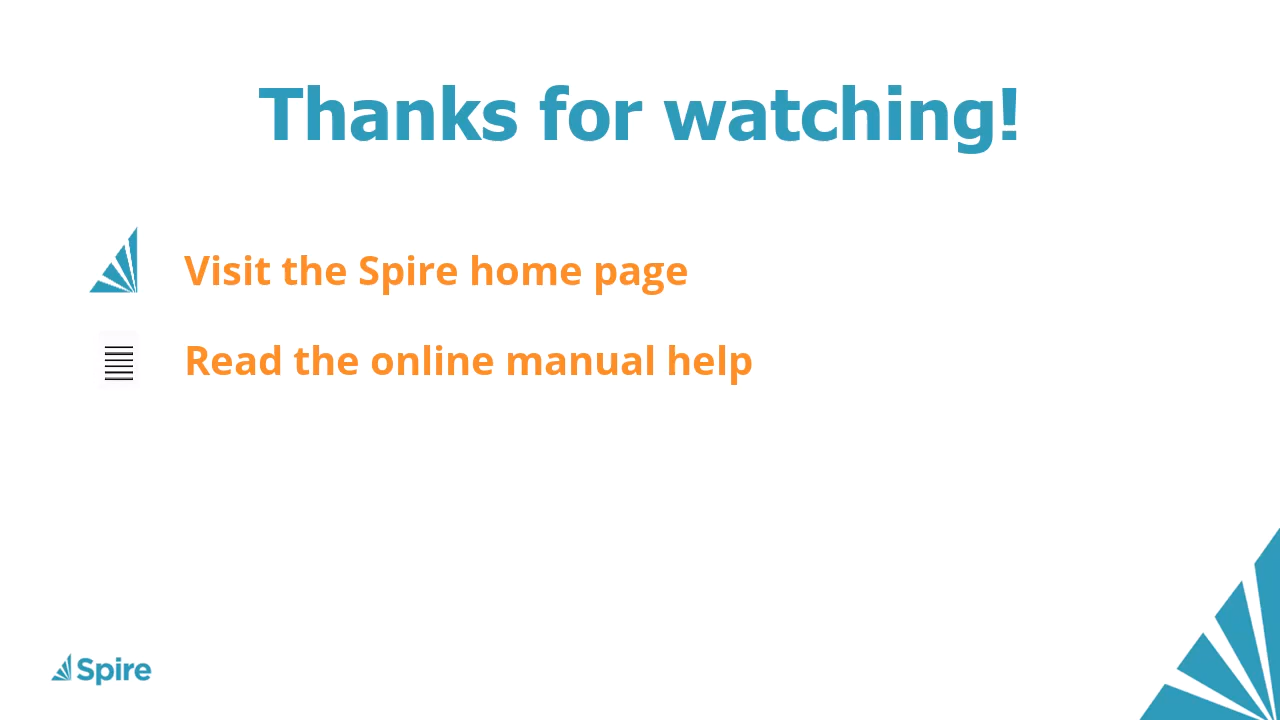 Thanks for watching!
Visit the Spire home page
Read the online manual help
Spire